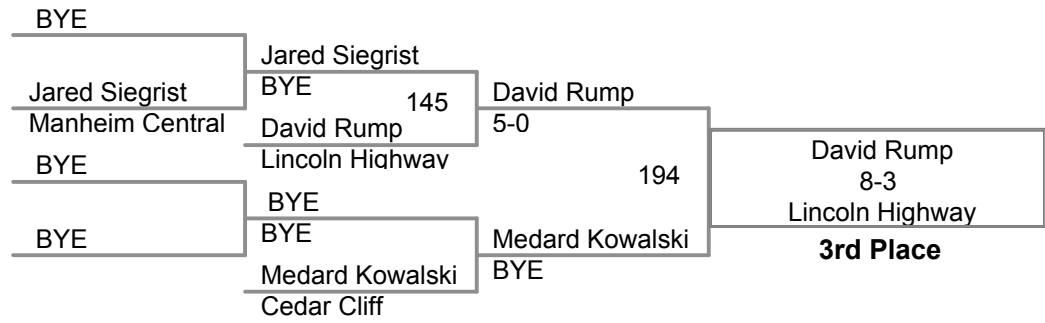 BYE
Jared Siegrist
Jared Siegrist
BYE
145
David Rump
Manheim Central
David Rump
5-0
BYE
Lincoln Highway
194
David Rump
8-3
Lincoln Highway
BYE
BYE
BYE
Medard Kowalski
3rd Place
Medard Kowalski
BYE
Cedar Cliff